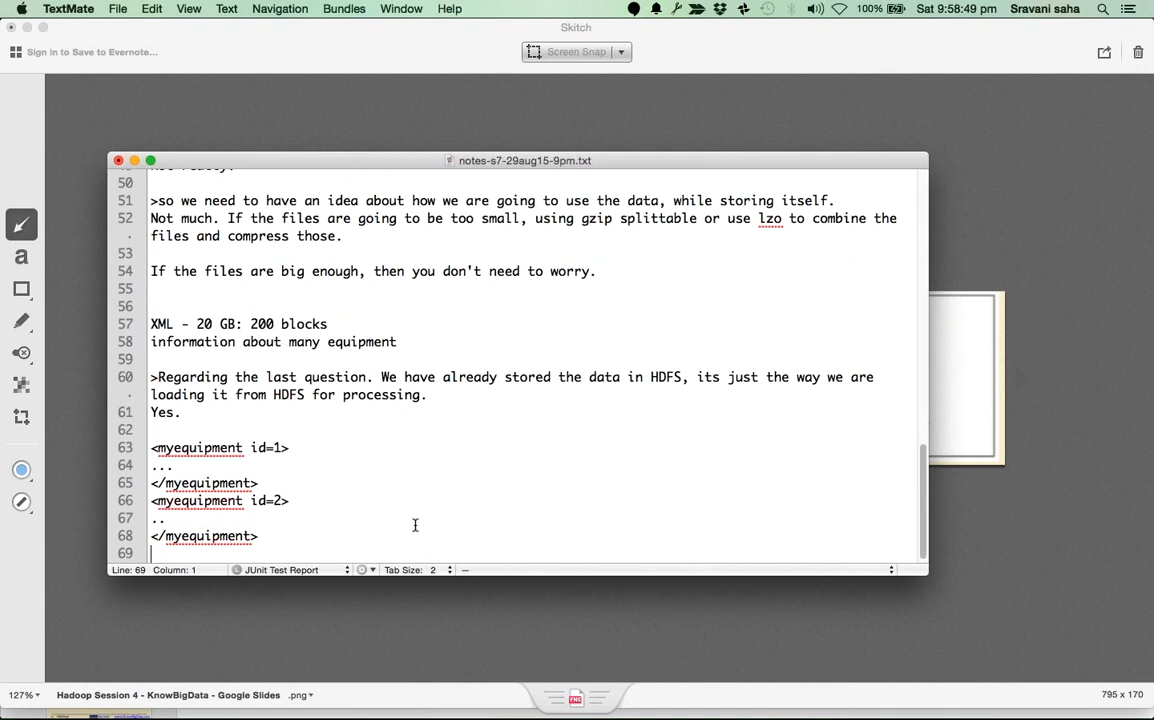 TextMate File Edit View Text Navigation Bundles Window Help 100% Sat 9:58:49 pm Sravani saha
Skitch
Sign in to Save to Evernote...
Screen Snap
notes-s7-29aug15-9pm.txt
50
51 >so we need to have an idea about how we are going to use the data, while storing itself.
52 Not much. If the files are going to be too small, using gzip splittable or use lzo to combine the
files and compress those.
53
54 If the files are big enough, then you don't need to worry.
55
56
57 XML - 20 GB: 200 blocks
58 information about many equipment
59
60 >Regarding the last question. We have already stored the data in HDFS, its just the way we are
loading it from HDFS for processing.
61 Yes.
62
63 <myequipment id=1>
64 ...
65 </myequipment>
66 <myequipment id=2>
67 ..
68 </myequipment>
69
Line: 69 Column: 1 JUnit Test Report Tab Size: 2
127% Hadoop Session 4 - KnowBigData - Google Slides .png 795 x 170